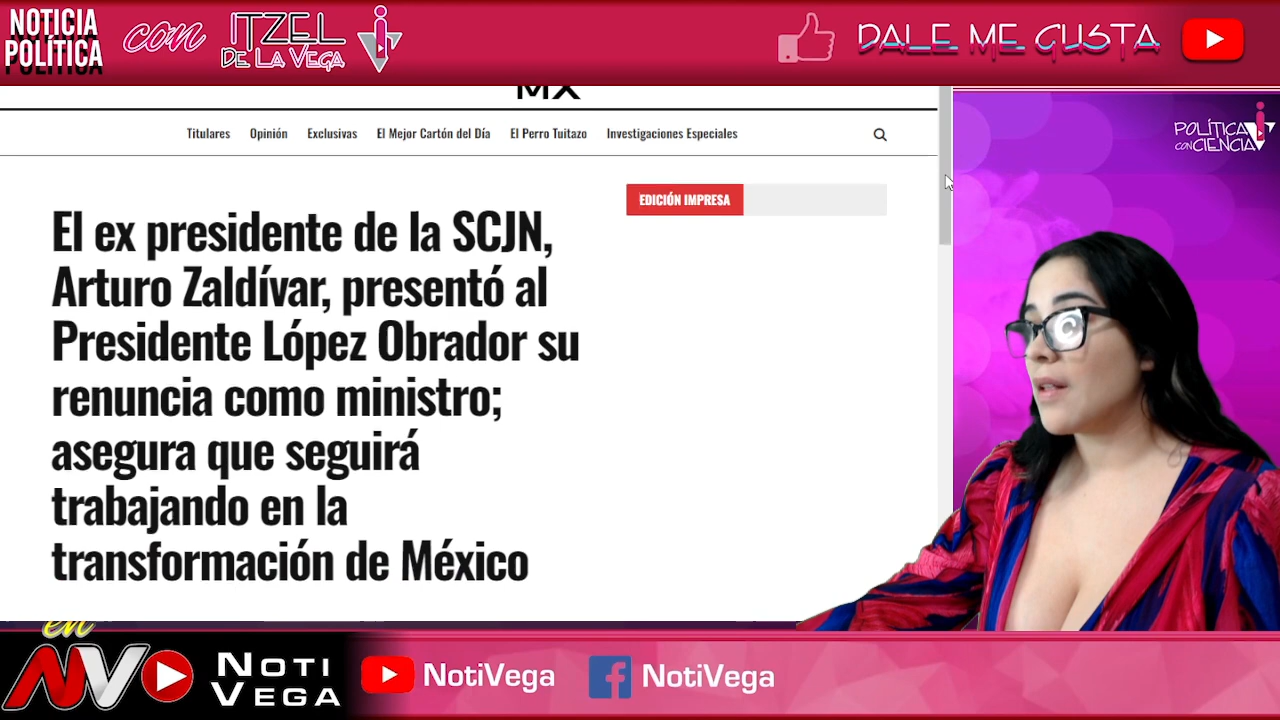 NOTICIA
POLÍTICA
con
ITZEL
DE LA VEGA
DALE ME GUSTA
MX
Titulares Opinión Exclusivas El Mejor Cartón del Día El Perro Tuitazo Investigaciones Especiales
POLÍTICA
CON CIENCIA
EDICIÓN IMPRESA
El ex presidente de la SCJN,
Arturo Zaldívar, presentó al
Presidente López Obrador su
renuncia como ministro;
asegura que seguirá
trabajando en la
transformación de México
en
NV
NOTI
VEGA
NotiVega
NotiVega